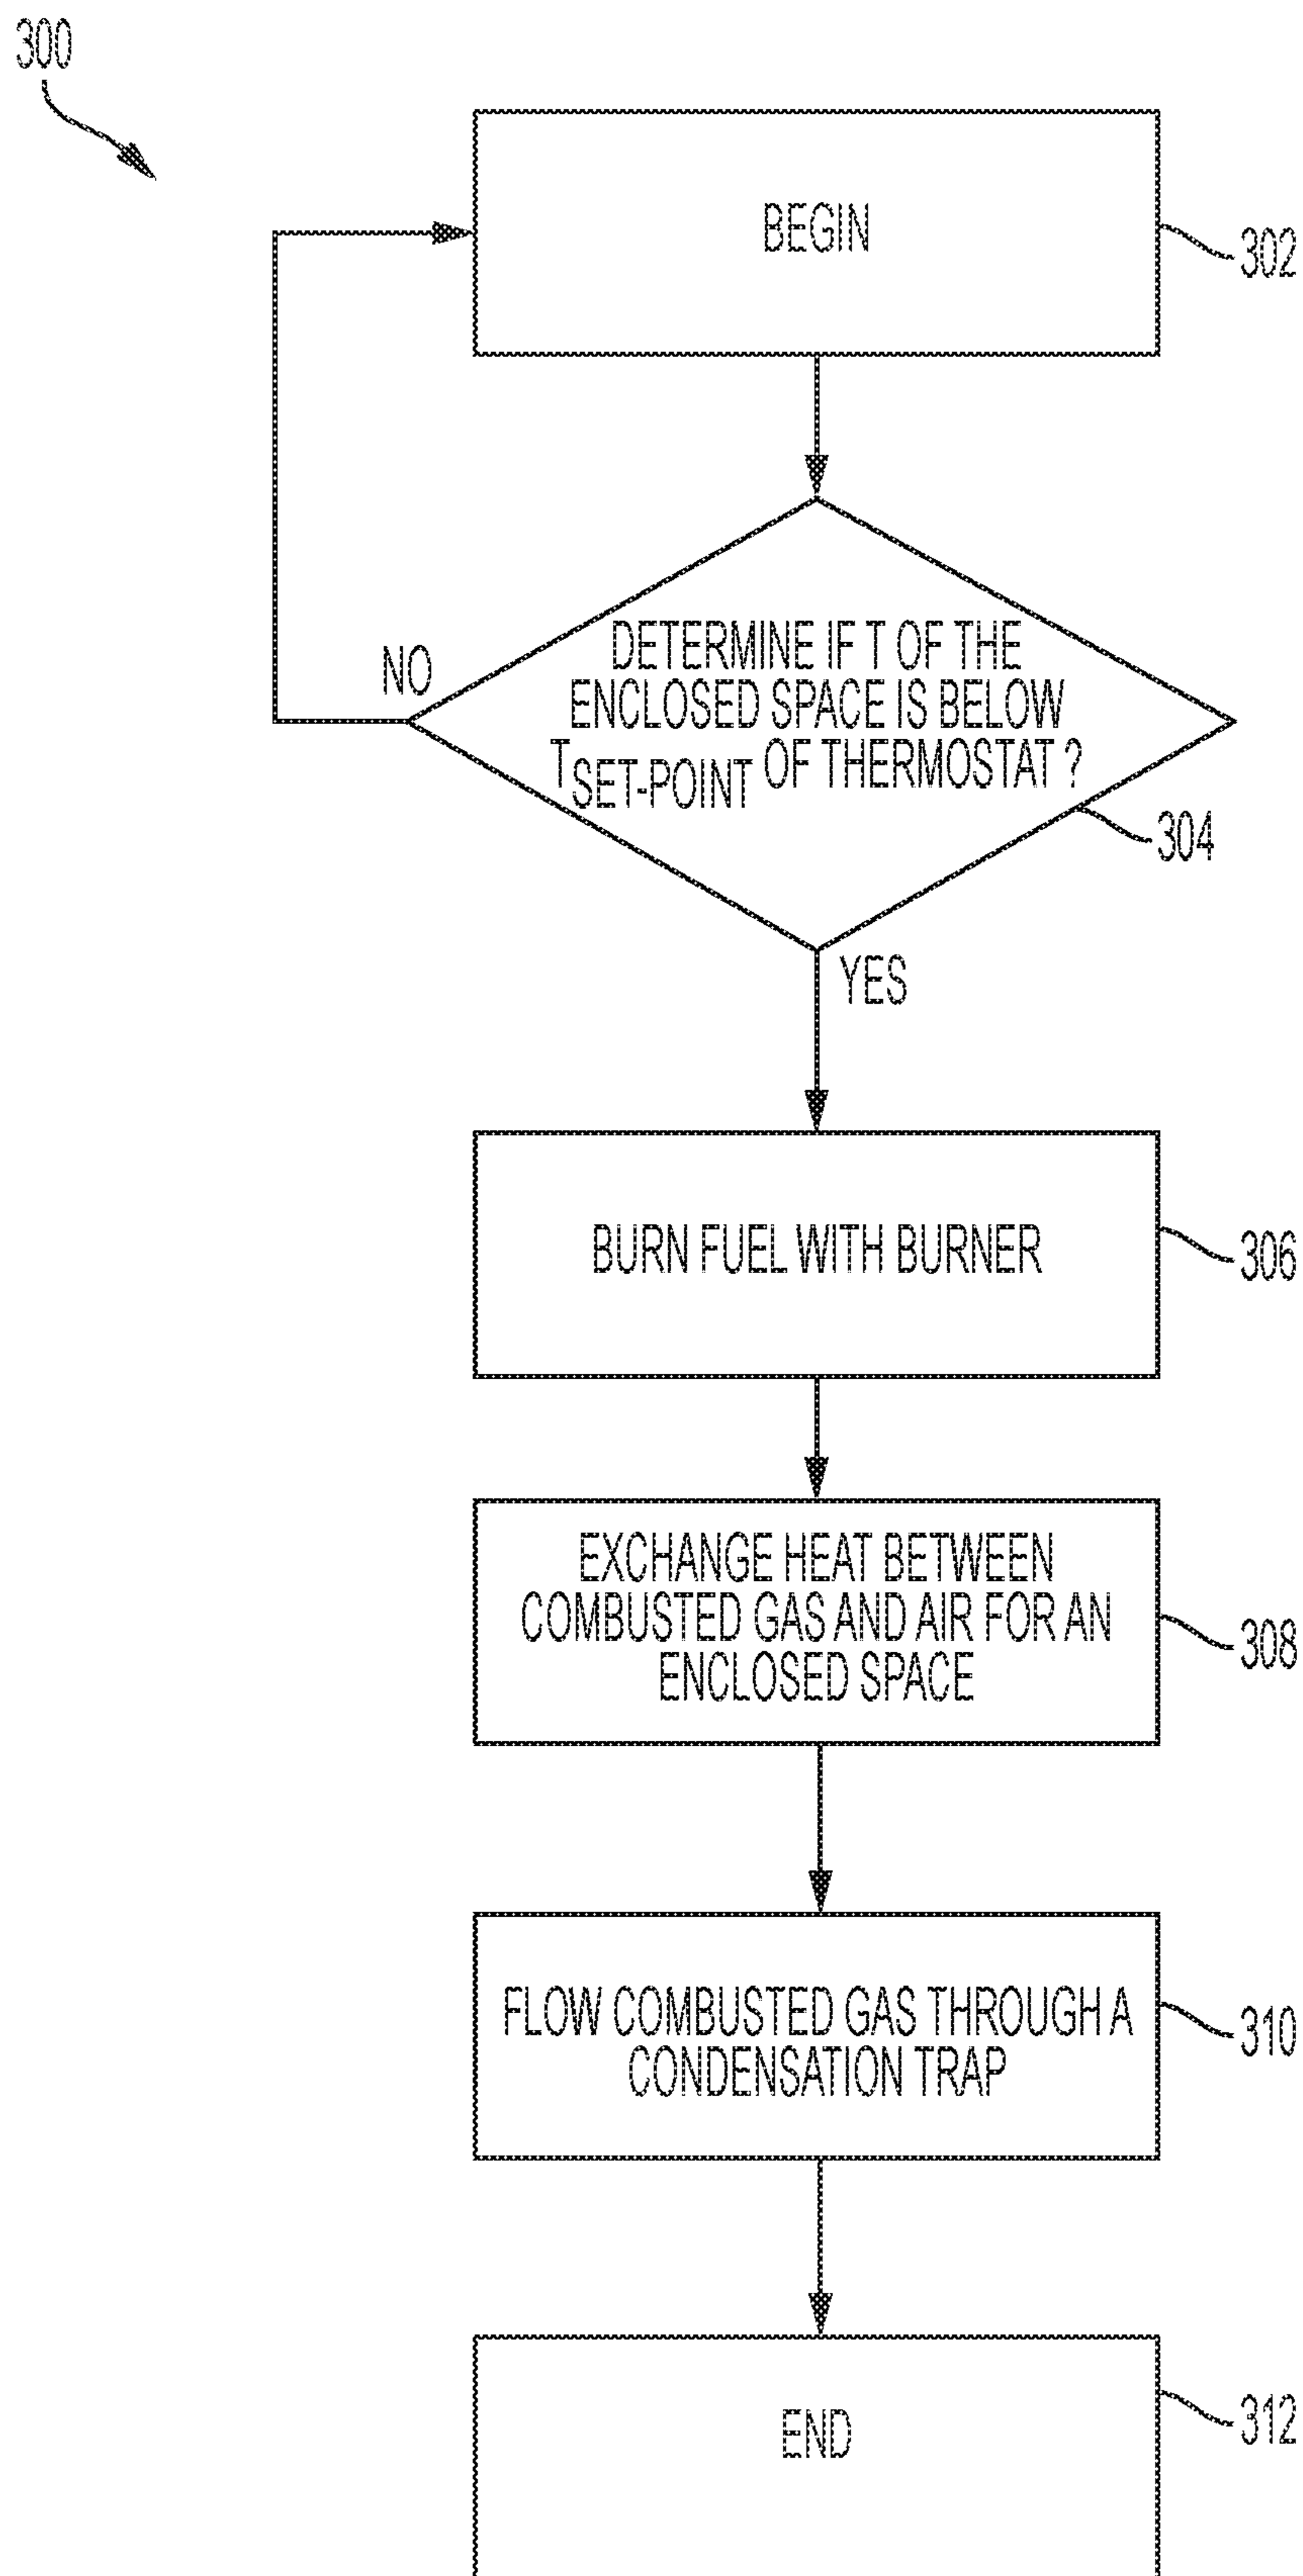 300
BEGIN
302
NO
DETERMINE IF T OF THE
ENCLOSED SPACE IS BELOW
TSET-POINT OF THERMOSTAT ?
304
YES
BURN FUEL WITH BURNER
306
EXCHANGE HEAT BETWEEN
COMBUSTED GAS AND AIR FOR AN
ENCLOSED SPACE
308
FLOW COMBUSTED GAS THROUGH A
CONDENSATION TRAP
310
END
312